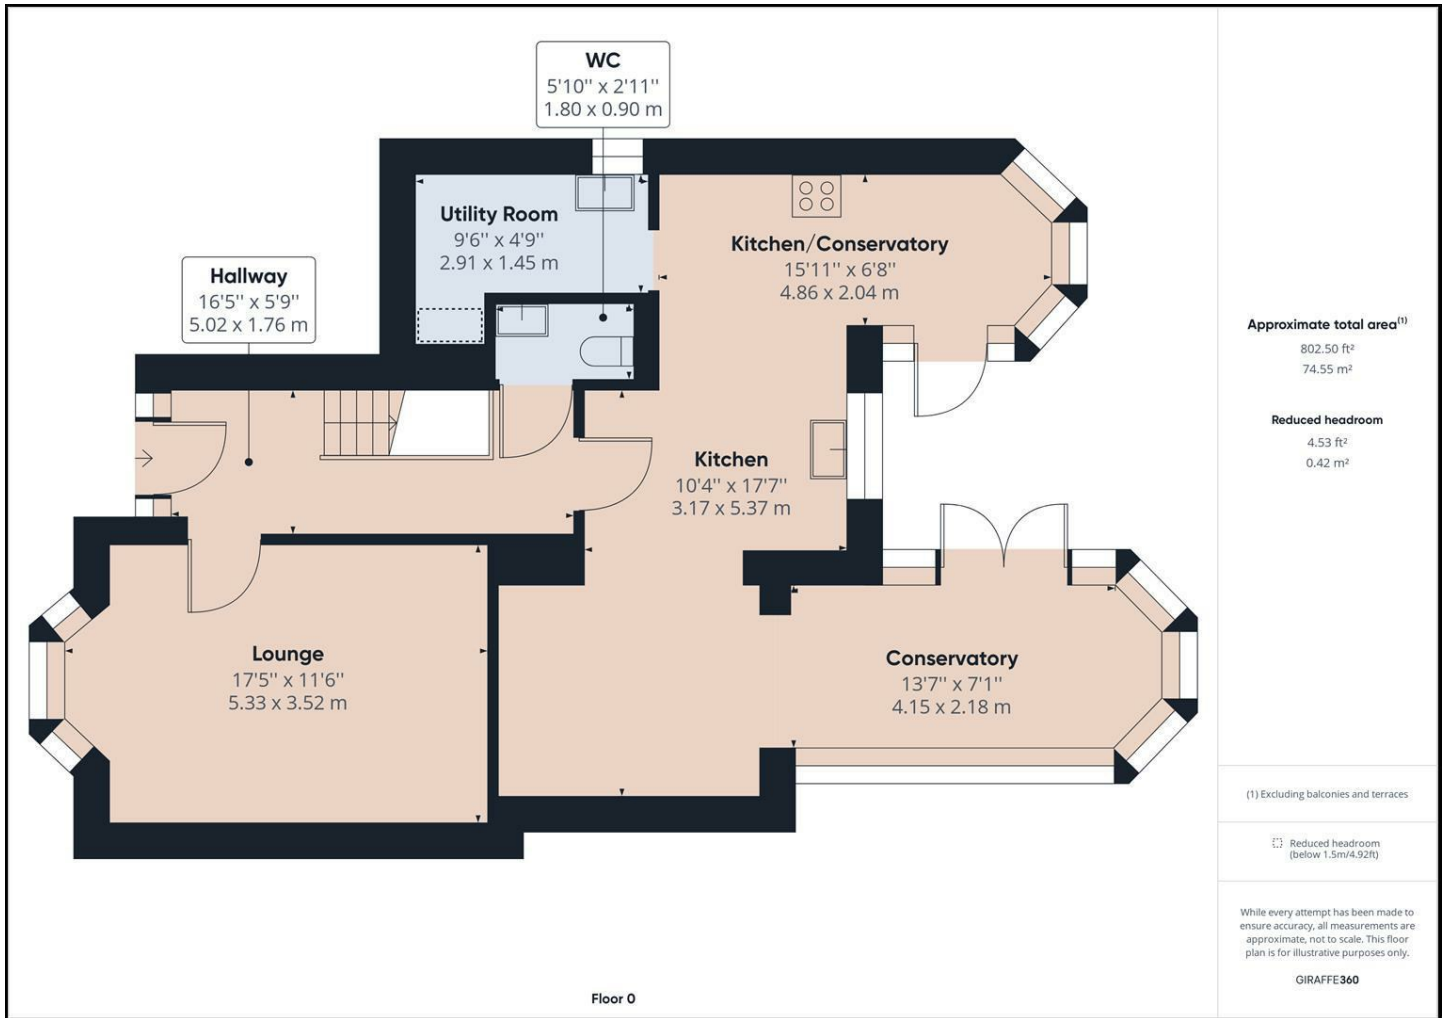 WC
5'10'' x 2'11''
1.80 x 0.90 m
Utility Room
9'6'' x 4'9''
2.91 x 1.45 m
Kitchen/Conservatory
15'11'' x 6'8''
4.86 x 2.04 m
Hallway
16'5'' x 5'9''
5.02 x 1.76 m
Kitchen
10'4'' x 17'7''
3.17 x 5.37 m
Lounge
17'5'' x 11'6''
5.33 x 3.52 m
Conservatory
13'7'' x 7'1''
4.15 x 2.18 m
Floor 0
Approximate total area(1)
802.50 ft²
74.55 m²
Reduced headroom
4.53 ft²
0.42 m²
(1) Excluding balconies and terraces
Reduced headroom
(below 1.5m/4.92ft)
While every attempt has been made to
ensure accuracy, all measurements are
approximate, not to scale. This floor
plan is for illustrative purposes only.
GIRAFFE360